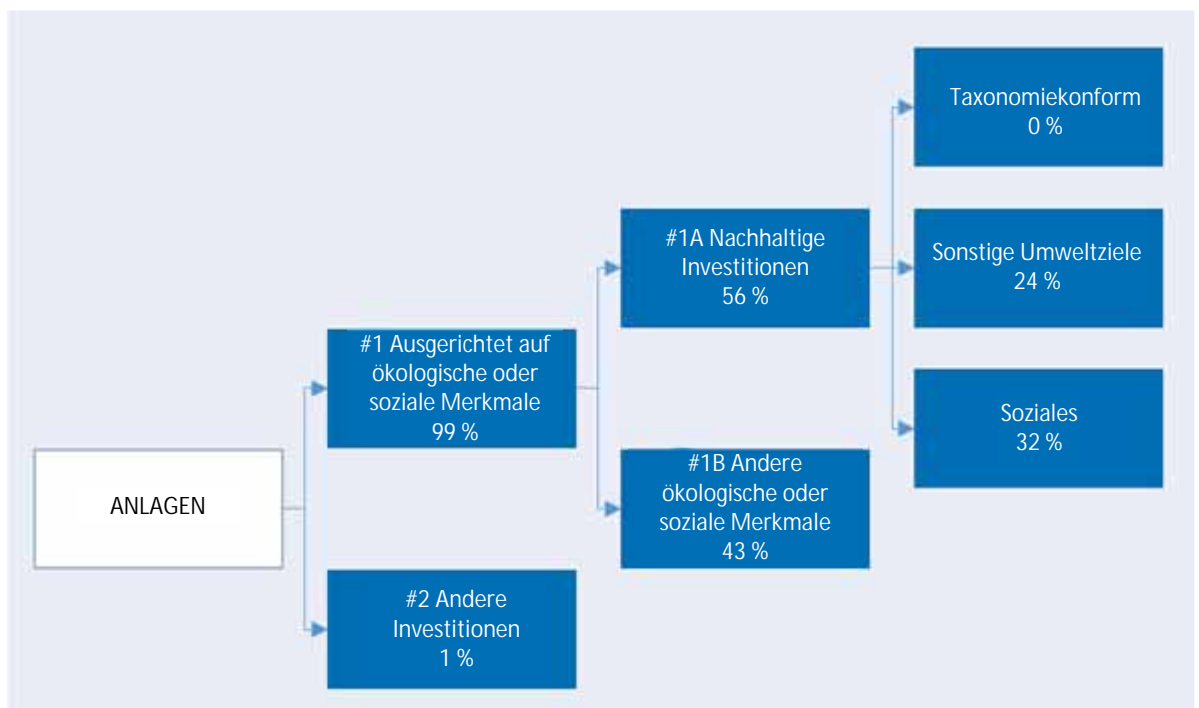 ANLAGEN
#1 Ausgerichtet auf
ökologische oder
soziale Merkmale
99 %
#2 Andere
Investitionen
1 %
#1A Nachhaltige
Investitionen
56 %
#1B Andere
ökologische oder
soziale Merkmale
43 %
Taxonomiekonform
0 %
Sonstige Umweltziele
24 %
Soziales
32 %